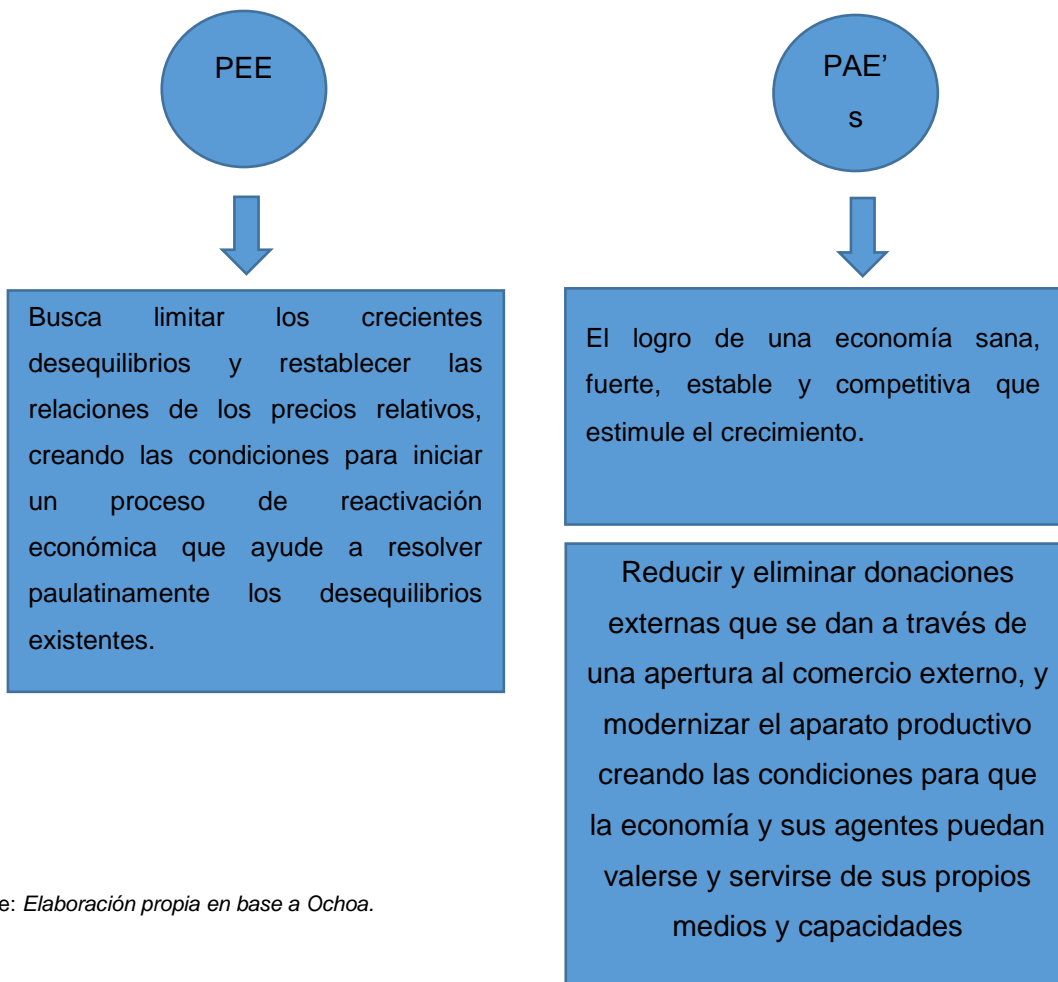 PEE
Busca limitar los crecientes
desequilibrios y restablecer las
relaciones de los precios relativos,
creando las condiciones para iniciar
un proceso de reactivación
económica que ayude a resolver
paulatinamente los desequilibrios
existentes.
PAE’
s
El logro de una economía sana,
fuerte, estable y competitiva que
estimule el crecimiento.
Reducir y eliminar donaciones
externas que se dan a través de
una apertura al comercio externo, y
modernizar el aparato productivo
creando las condiciones para que
la economía y sus agentes puedan
valerse y servirse de sus propios
medios y capacidades
e: Elaboración propia en base a Ochoa.